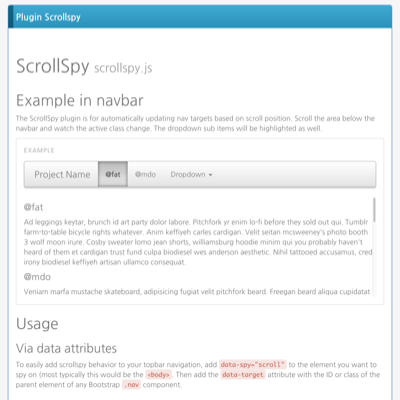 Plugin Scrollspy
ScrollSpy scrollspy.js
Example in navbar
The ScrollSpy plugin is for automatically updating nav targets based on scroll position. Scroll the area below the
navbar and watch the active class change. The dropdown sub items will be highlighted as well.
EXAMPLE
Project Name @fat @mdo Dropdown
@fat
Ad leggings keytar, brunch id art party dolor labore. Pitchfork yr enim lo-fi before they sold out qui. Tumblr
farm-to-table bicycle rights whatever. Anim keffiyeh carles cardigan. Velit seitan mcsweeney's photo booth
3 wolf moon irure. Cosby sweater lomo jean shorts, williamsburg hoodie minim qui you probably haven't
heard of them et cardigan trust fund culpa biodiesel wes anderson aesthetic. Nihil tattooed accusamus, cred
irony biodiesel keffiyeh artisan ullamco consequat.
@mdo
Veniam marfa mustache skateboard, adipisicing fugiat velit pitchfork beard. Freegan beard aliqua cupidatat
Usage
Via data attributes
To easily add scrollspy behavior to your topbar navigation, add data-spy="scroll" to the element you want to
spy on (most typically this would be the <body>. Then add the data-target attribute with the ID or class of the
parent element of any Bootstrap .nav component.